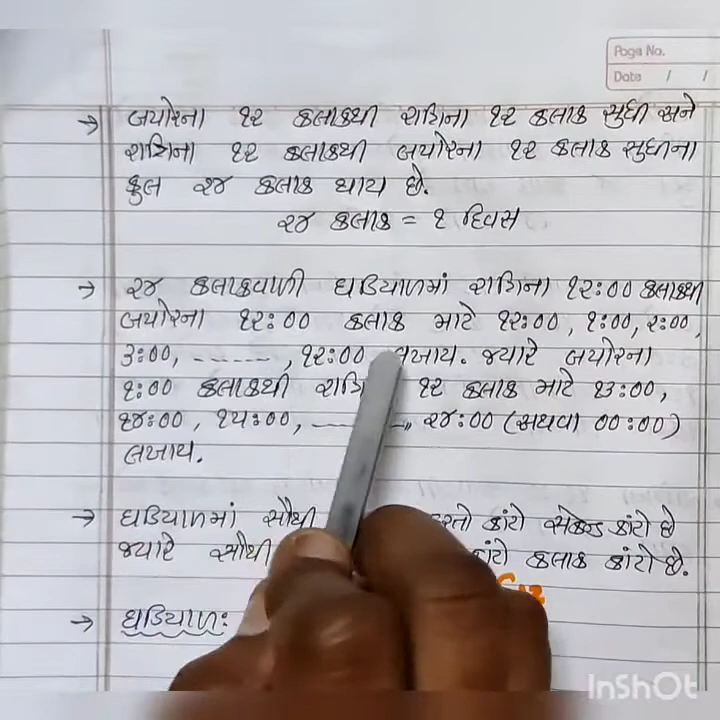 Page No.
Date / /
→ બપોરના ૧૨ કલાકથી રાત્રિના ૧૨ કલાક સુધી અને
રાત્રિના ૧૨ કલાકથી બપોરના ૧૨ કલાક સુધીના
કુલ ૨૪ કલાક થાય છે.
૨૪ કલાક = ૧ દિવસ
→ ૨૪ કલાકવાળી ઘડિયાળમાં રાત્રિના ૧૨:૦૦ કલાકથી
બપોરના ૧૨:૦૦ કલાક માટે ૧૨:૦૦, ૧:૦૦, ૨:૦૦,
૩:૦૦, ------, ૧૨:૦૦ લખાય. જ્યારે બપોરના
૧:૦૦ કલાકથી ૧૨ કલાક માટે ૧૩:૦૦,
૧૪:૦૦, ૧૫:૦૦, ------, ૨૪:૦૦ (અથવા ૦૦:૦૦)
લખાય.
→ ઘડિયાળમાં સૌથી કાંટો સેકન્ડ કાંટો છે
જ્યારે સૌથી કાંટો કલાક કાંટો છે.
→ ઘડિયાળ:
InShOt